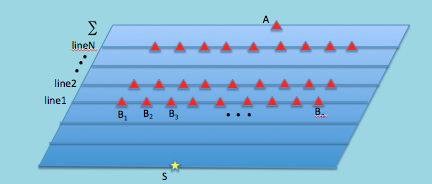 Σ
A
lineN
line2
line1
B1 B2 B3 ... B
S